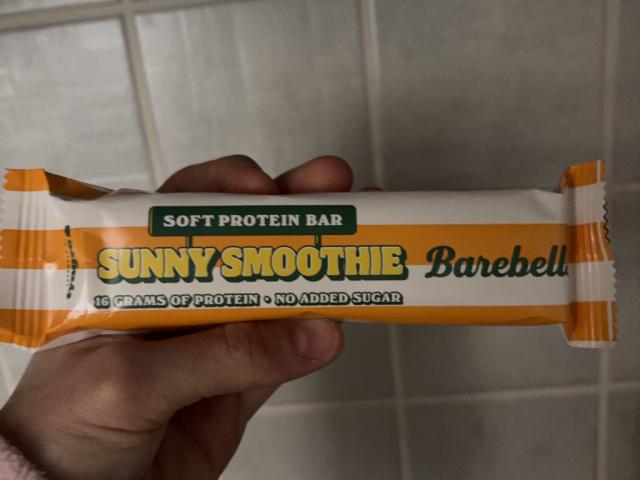 SOFT PROTEIN BAR
SUNNY SMOOTHIE
Barebell
16 GRAMS OF PROTEIN • NO ADDED SUGAR